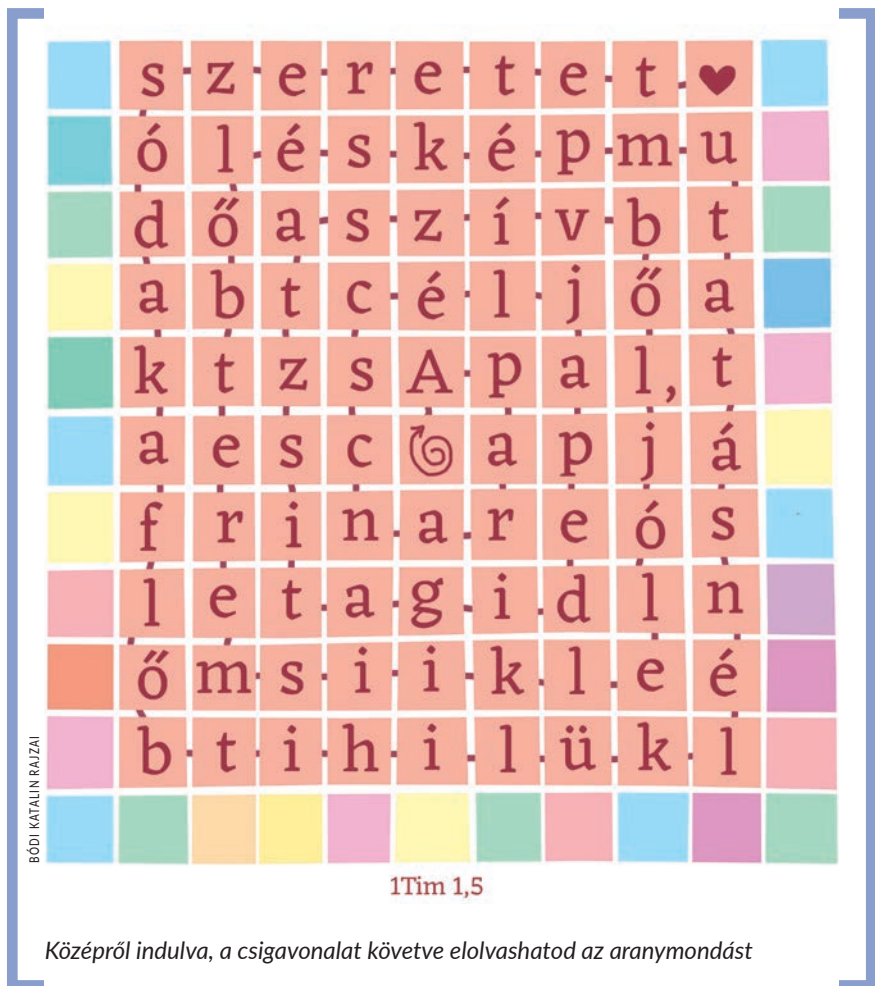 s z e r e t e t ♥
ó l é s k é p m u
d ő a s z í v b t
a b t c é l j ő a
k t z s A p a l, t
a e s c a p j á
f r i n a r e ó s
l e t a g i d l n
ő m s i i k l e é
b t i h i l ü k l
BÓDI KATALIN RAJZAI
1Tim 1,5
Középről indulva, a csigavonalat követve elolvashatod az aranymondást